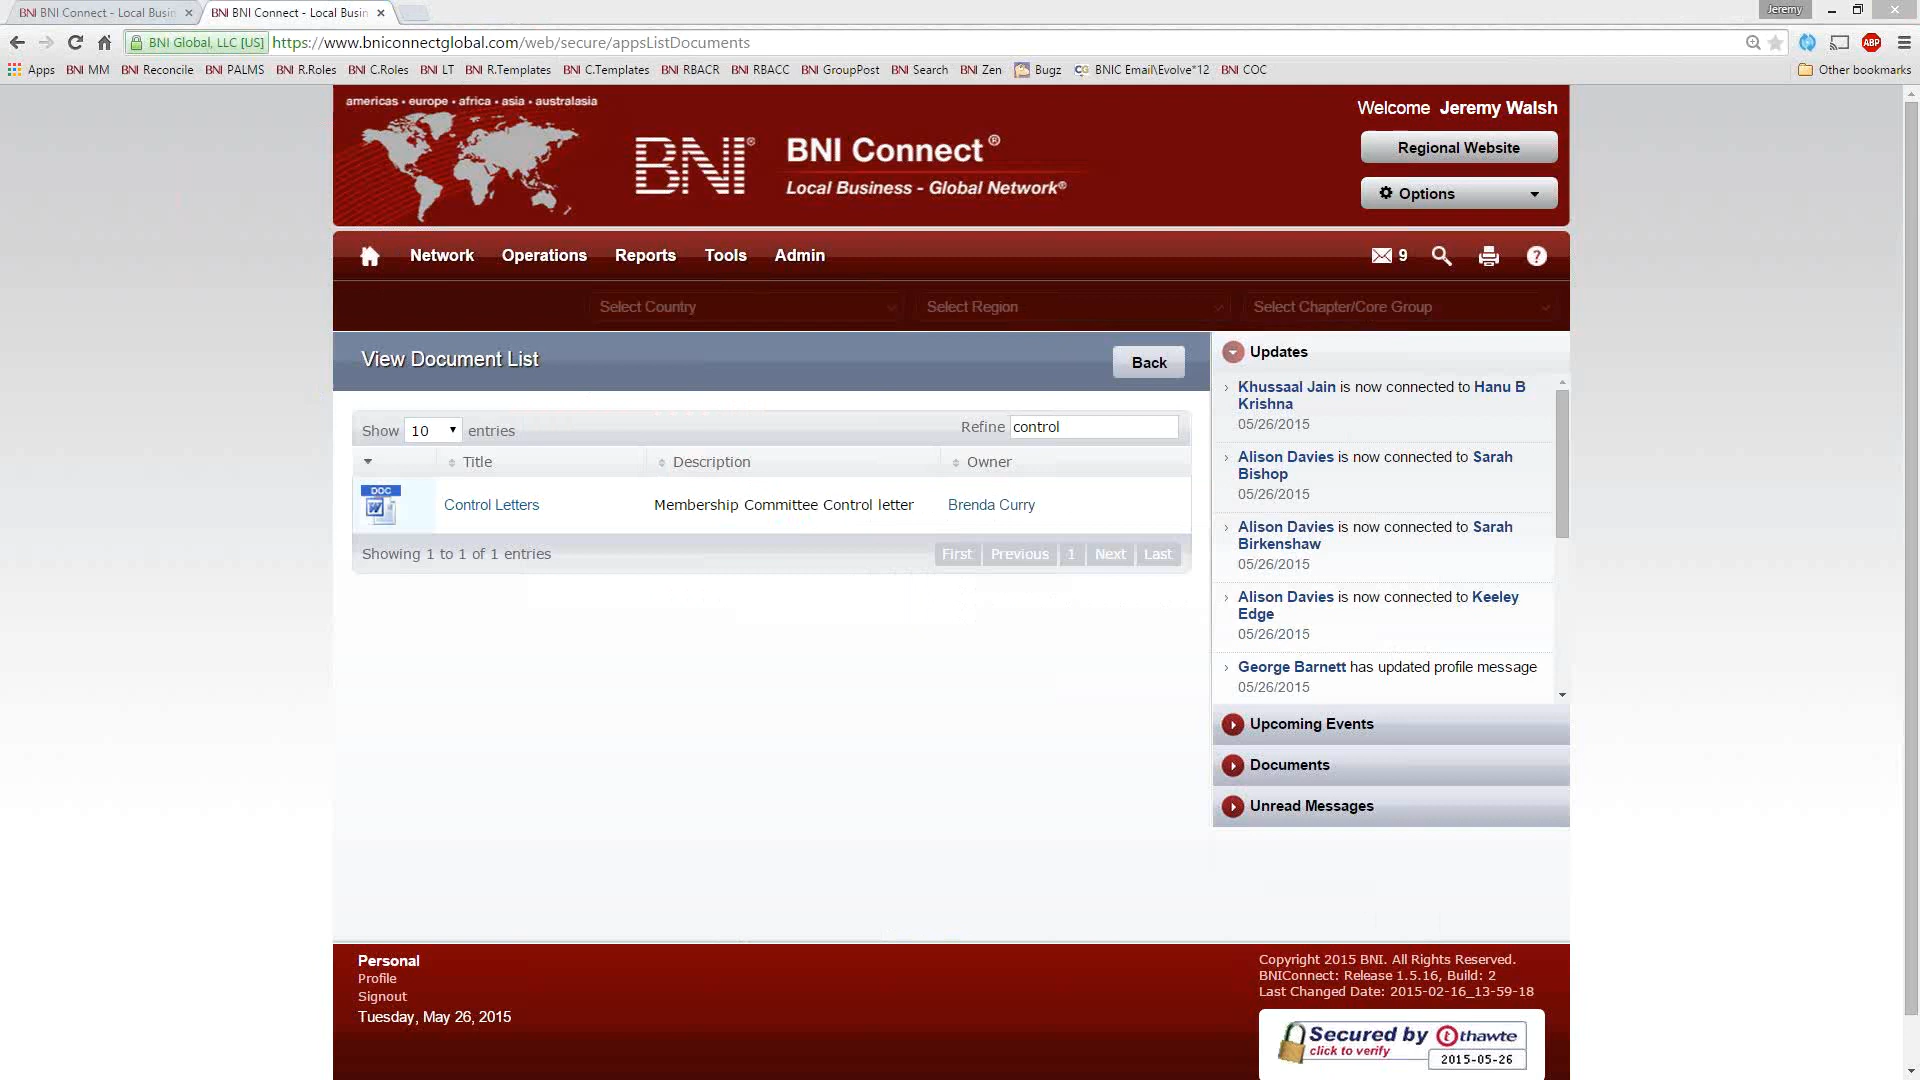 BNI BNI Connect - Local Busin
BNI BNI Connect - Local Busin
Jeremy
BNI Global, LLC [US] https://www.bniconnectglobal.com/web/secure/appsListDocuments
ABP
Apps BNI MM BNI Reconcile BNI PALMS BNI R.Roles BNI C.Roles BNI LT BNI R.Templates BNI C.Templates BNI RBACR BNI RBACC BNI GroupPost BNI Search BNI Zen Bugz CG BNIC Email\Evolve*12 BNI COC Other bookmarks
americas • europe • africa • asia • australasia
BNI®
BNI Connect®
Local Business - Global Network®
Welcome Jeremy Walsh
Regional Website
Options
Network Operations Reports Tools Admin 9 ?
Select Country Select Region Select Chapter/Core Group
View Document List
Back
Show 10 entries
Refine control
Title Description Owner
DOC
W
Control Letters Membership Committee Control letter Brenda Curry
Showing 1 to 1 of 1 entries
First Previous 1 Next Last
Updates
Khussaal Jain is now connected to Hanu B
Krishna
05/26/2015
Alison Davies is now connected to Sarah
Bishop
05/26/2015
Alison Davies is now connected to Sarah
Birkenshaw
05/26/2015
Alison Davies is now connected to Keeley
Edge
05/26/2015
George Barnett has updated profile message
05/26/2015
Upcoming Events
Documents
Unread Messages
Personal
Profile
Signout
Tuesday, May 26, 2015
Copyright 2015 BNI. All Rights Reserved.
BNIConnect: Release 1.5.16, Build: 2
Last Changed Date: 2015-02-16_13-59-18
Secured by thawte
click to verify
2015-05-26